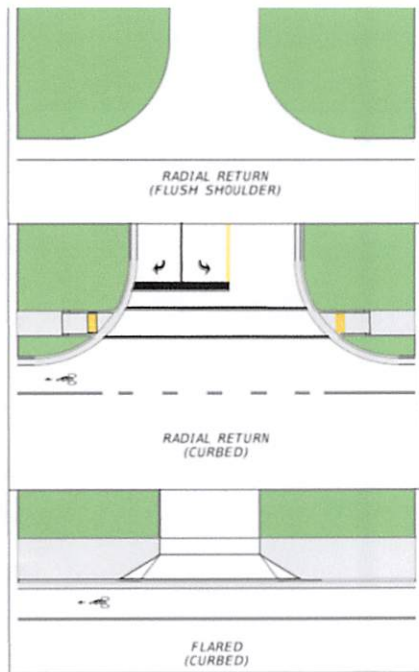 RADIAL RETURN
(FLUSH SHOULDER)
RADIAL RETURN
(CURBED)
FLARED
(CURBED)